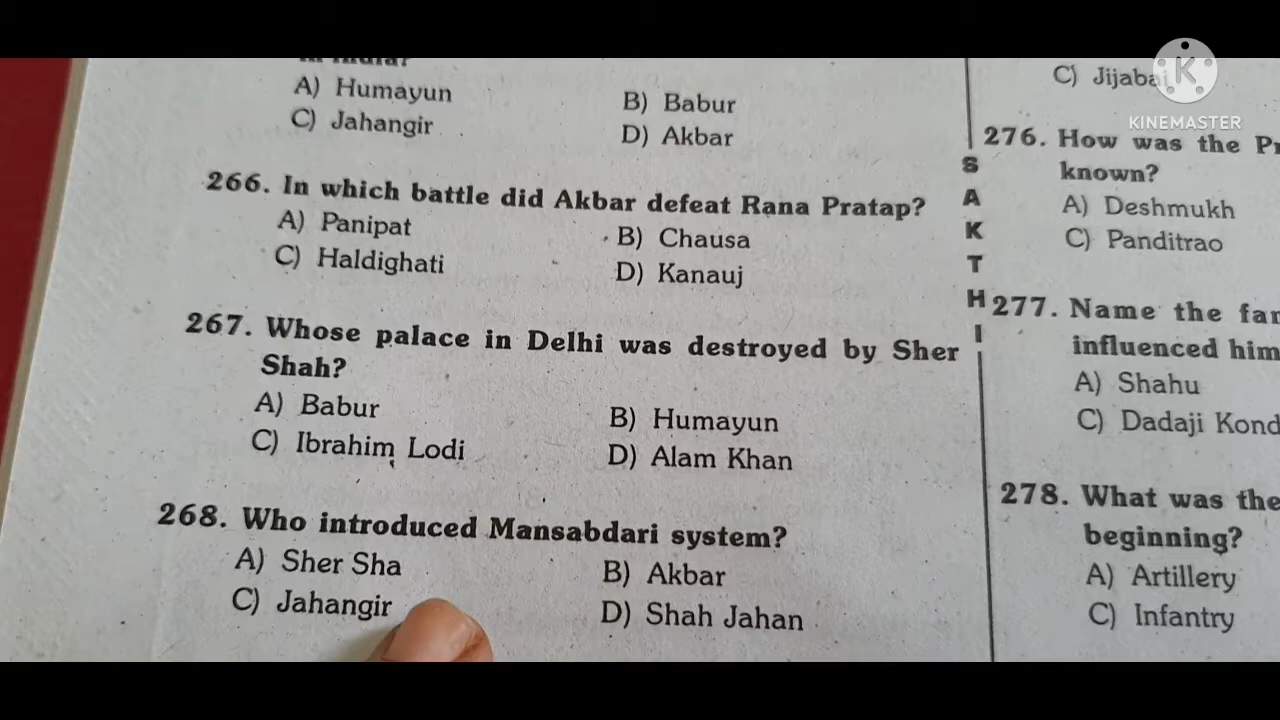 A) Humayun B) Babur
C) Jahangir D) Akbar
266. In which battle did Akbar defeat Rana Pratap?
A) Panipat B) Chausa
C) Haldighati D) Kanauj
267. Whose palace in Delhi was destroyed by Sher
Shah?
A) Babur B) Humayun
C) Ibrahim Lodi D) Alam Khan
268. Who introduced Mansabdari system?
A) Sher Sha B) Akbar
C) Jahangir D) Shah Jahan
S
A
K
T
H
I
C) Jijabai
276. How was the
known?
A) Deshmukh
C) Panditrao
277. Name the
influenced him
A) Shahu
C) Dadaji
278. What was the
beginning?
A) Artillery
C) Infantry
K
KINEMASTER